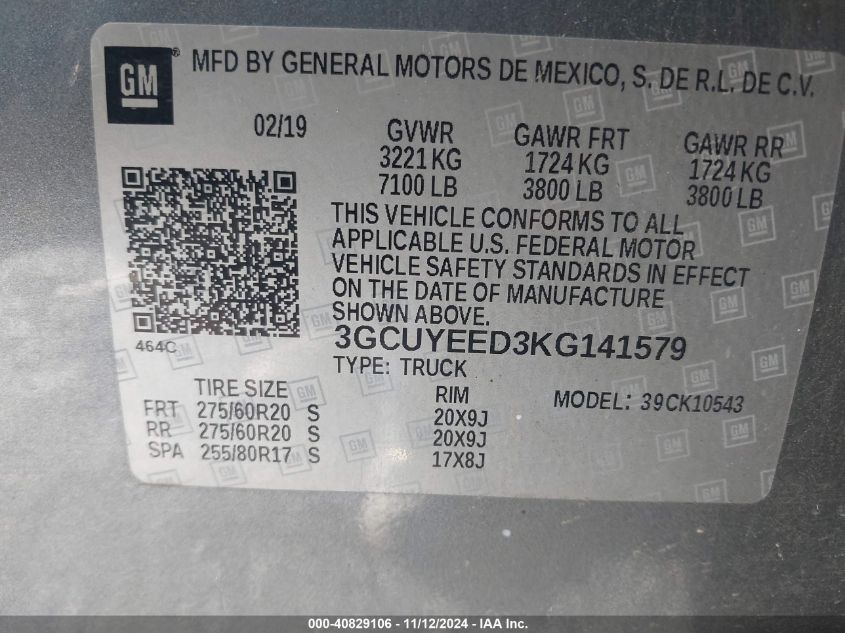 GM ®
MFD BY GENERAL MOTORS DE MEXICO, S. DE R.L. DE C.V.
02/19 GVWR GAWR FRT GAWR RR
3221 KG 1724 KG 1724 KG
7100 LB 3800 LB 3800 LB
THIS VEHICLE CONFORMS TO ALL
APPLICABLE U.S. FEDERAL MOTOR
VEHICLE SAFETY STANDARDS IN EFFECT
ON THE DATE OF MANUFACTURE
SHOWN ABOVE.
464C
3GCUYEED3KG141579
TYPE: TRUCK
TIRE SIZE RIM MODEL: 39CK10543
FRT 275/60R20 S 20X9J
RR 275/60R20 S 20X9J
SPA 255/80R17 S 17X8J
000-40829106 - 11/12/2024 - IAA Inc.